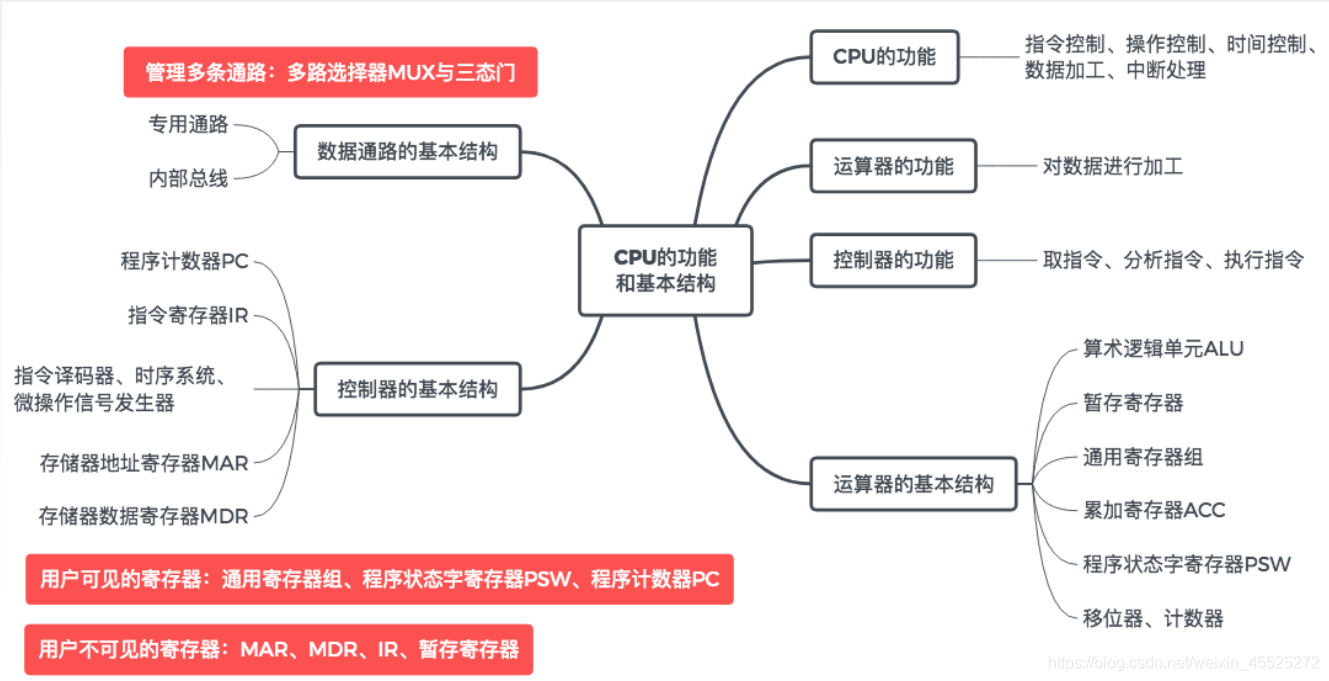 管理多条通路：多路选择器MUX与三态门
专用通路
内部总线
数据通路的基本结构
程序计数器PC
指令寄存器IR
指令译码器、时序系统、
微操作信号发生器
存储器地址寄存器MAR
存储器数据寄存器MDR
控制器的基本结构
CPU的功能
和基本结构
CPU的功能
指令控制、操作控制、时间控制、
数据加工、中断处理
运算器的功能
对数据进行加工
控制器的功能
取指令、分析指令、执行指令
运算器的基本结构
算术逻辑单元ALU
暂存寄存器
通用寄存器组
累加寄存器ACC
程序状态字寄存器PSW
移位器、计数器
用户可见的寄存器：通用寄存器组、程序状态字寄存器PSW、程序计数器PC
用户不可见的寄存器：MAR、MDR、IR、暂存寄存器
https://blog.csdn.net/weixin_45525272